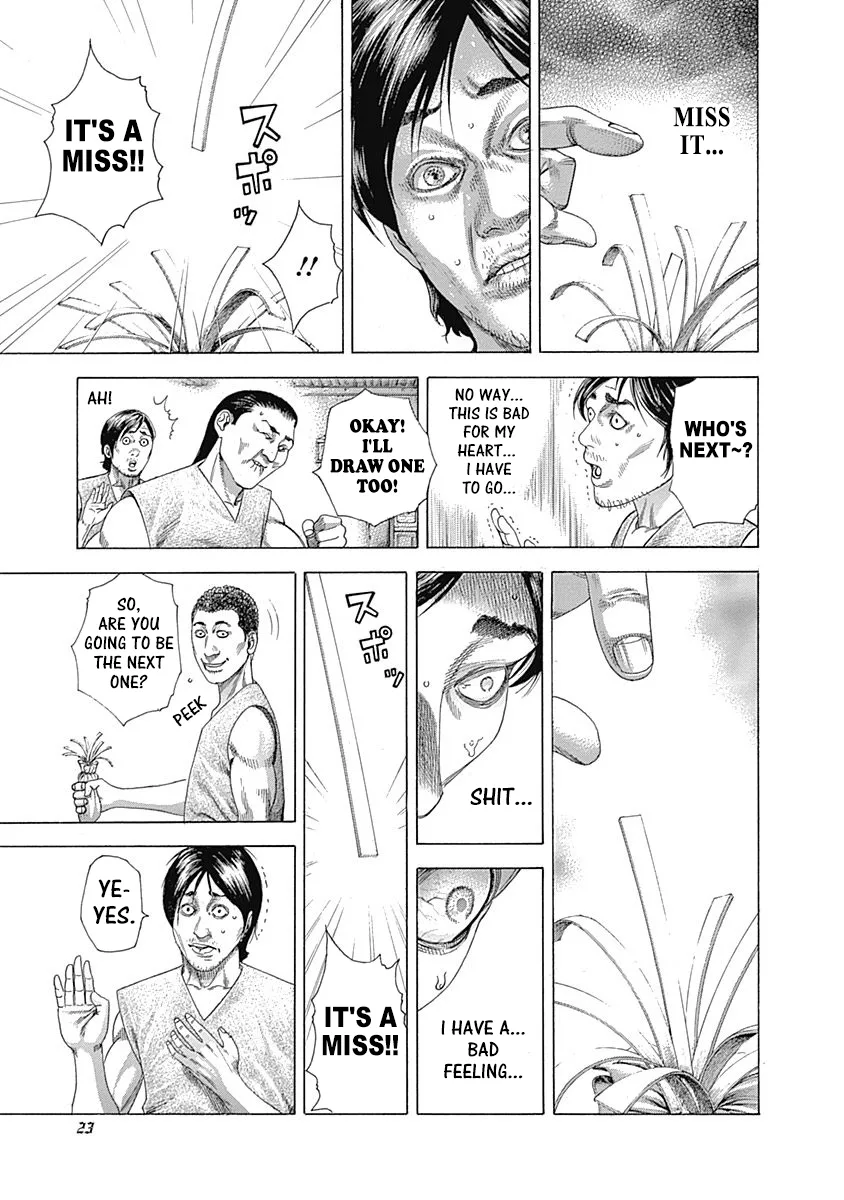 MISS
IT...
IT'S A
MISS!!
スポッ
!!
WHO'S
NEXT~?
NO WAY...
THIS IS BAD
FOR MY
HEART...
I HAVE
TO GO...
OKAY!
I'LL
DRAW ONE
TOO!
AH!
SHIT...
I HAVE A...
BAD
FEELING...
スポッ
IT'S A
MISS!!
SO,
ARE YOU
GOING TO BE
THE NEXT
ONE?
PEEK
YE-
YES.
23